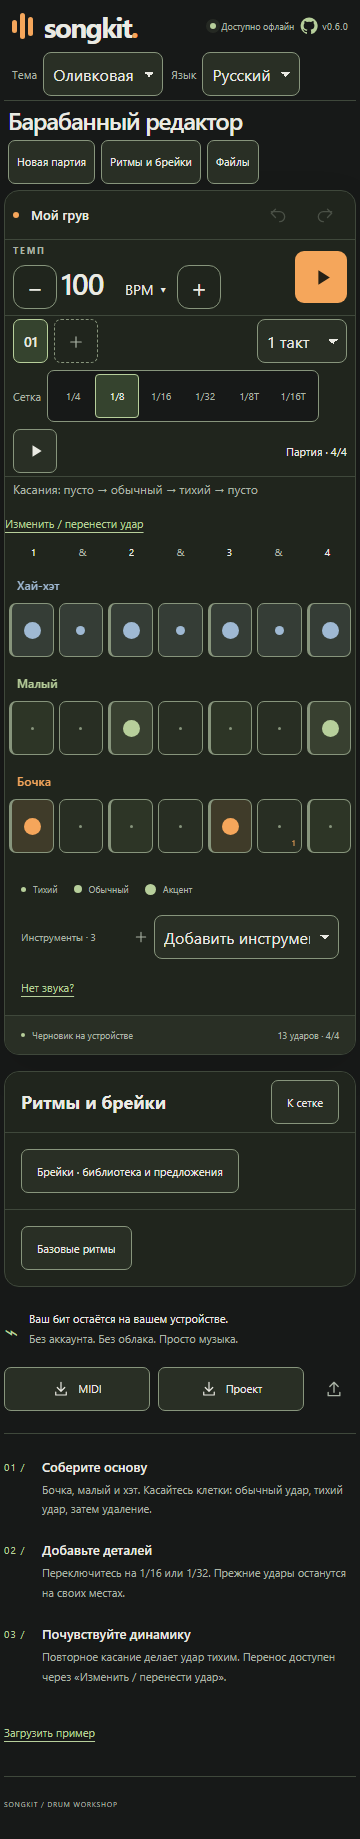 songkit.
Доступно офлайн
v0.6.0
Тема
Оливковая
Язык
Русский
Барабанный редактор
Новая партия
Ритмы и брейки
Файлы
Мой грув
ТЕМП
−
100
BPM
+
01
+
1 такт
Сетка
1/4
1/8
1/16
1/32
1/8T
1/16T
Партия · 4/4
Касания: пусто → обычный → тихий → пусто
Изменить / перенести удар
1 & 2 & 3 & 4
Хай-хэт
Малый
Бочка
1
Тихий
Обычный
Акцент
Инструменты · 3
+
Добавить инструмен
Нет звука?
Черновик на устройстве
13 ударов · 4/4
Ритмы и брейки
К сетке
Брейки · библиотека и предложения
Базовые ритмы
Ваш бит остаётся на вашем устройстве.
Без аккаунта. Без облака. Просто музыка.
MIDI
Проект
01 /
Соберите основу
Бочка, малый и хэт. Касайтесь клетки: обычный удар, тихий
удар, затем удаление.
02 /
Добавьте деталей
Переключитесь на 1/16 или 1/32. Прежние удары останутся
на своих местах.
03 /
Почувствуйте динамику
Повторное касание делает удар тихим. Перенос доступен
через «Изменить / перенести удар».
Загрузить пример
SONGKIT / DRUM WORKSHOP